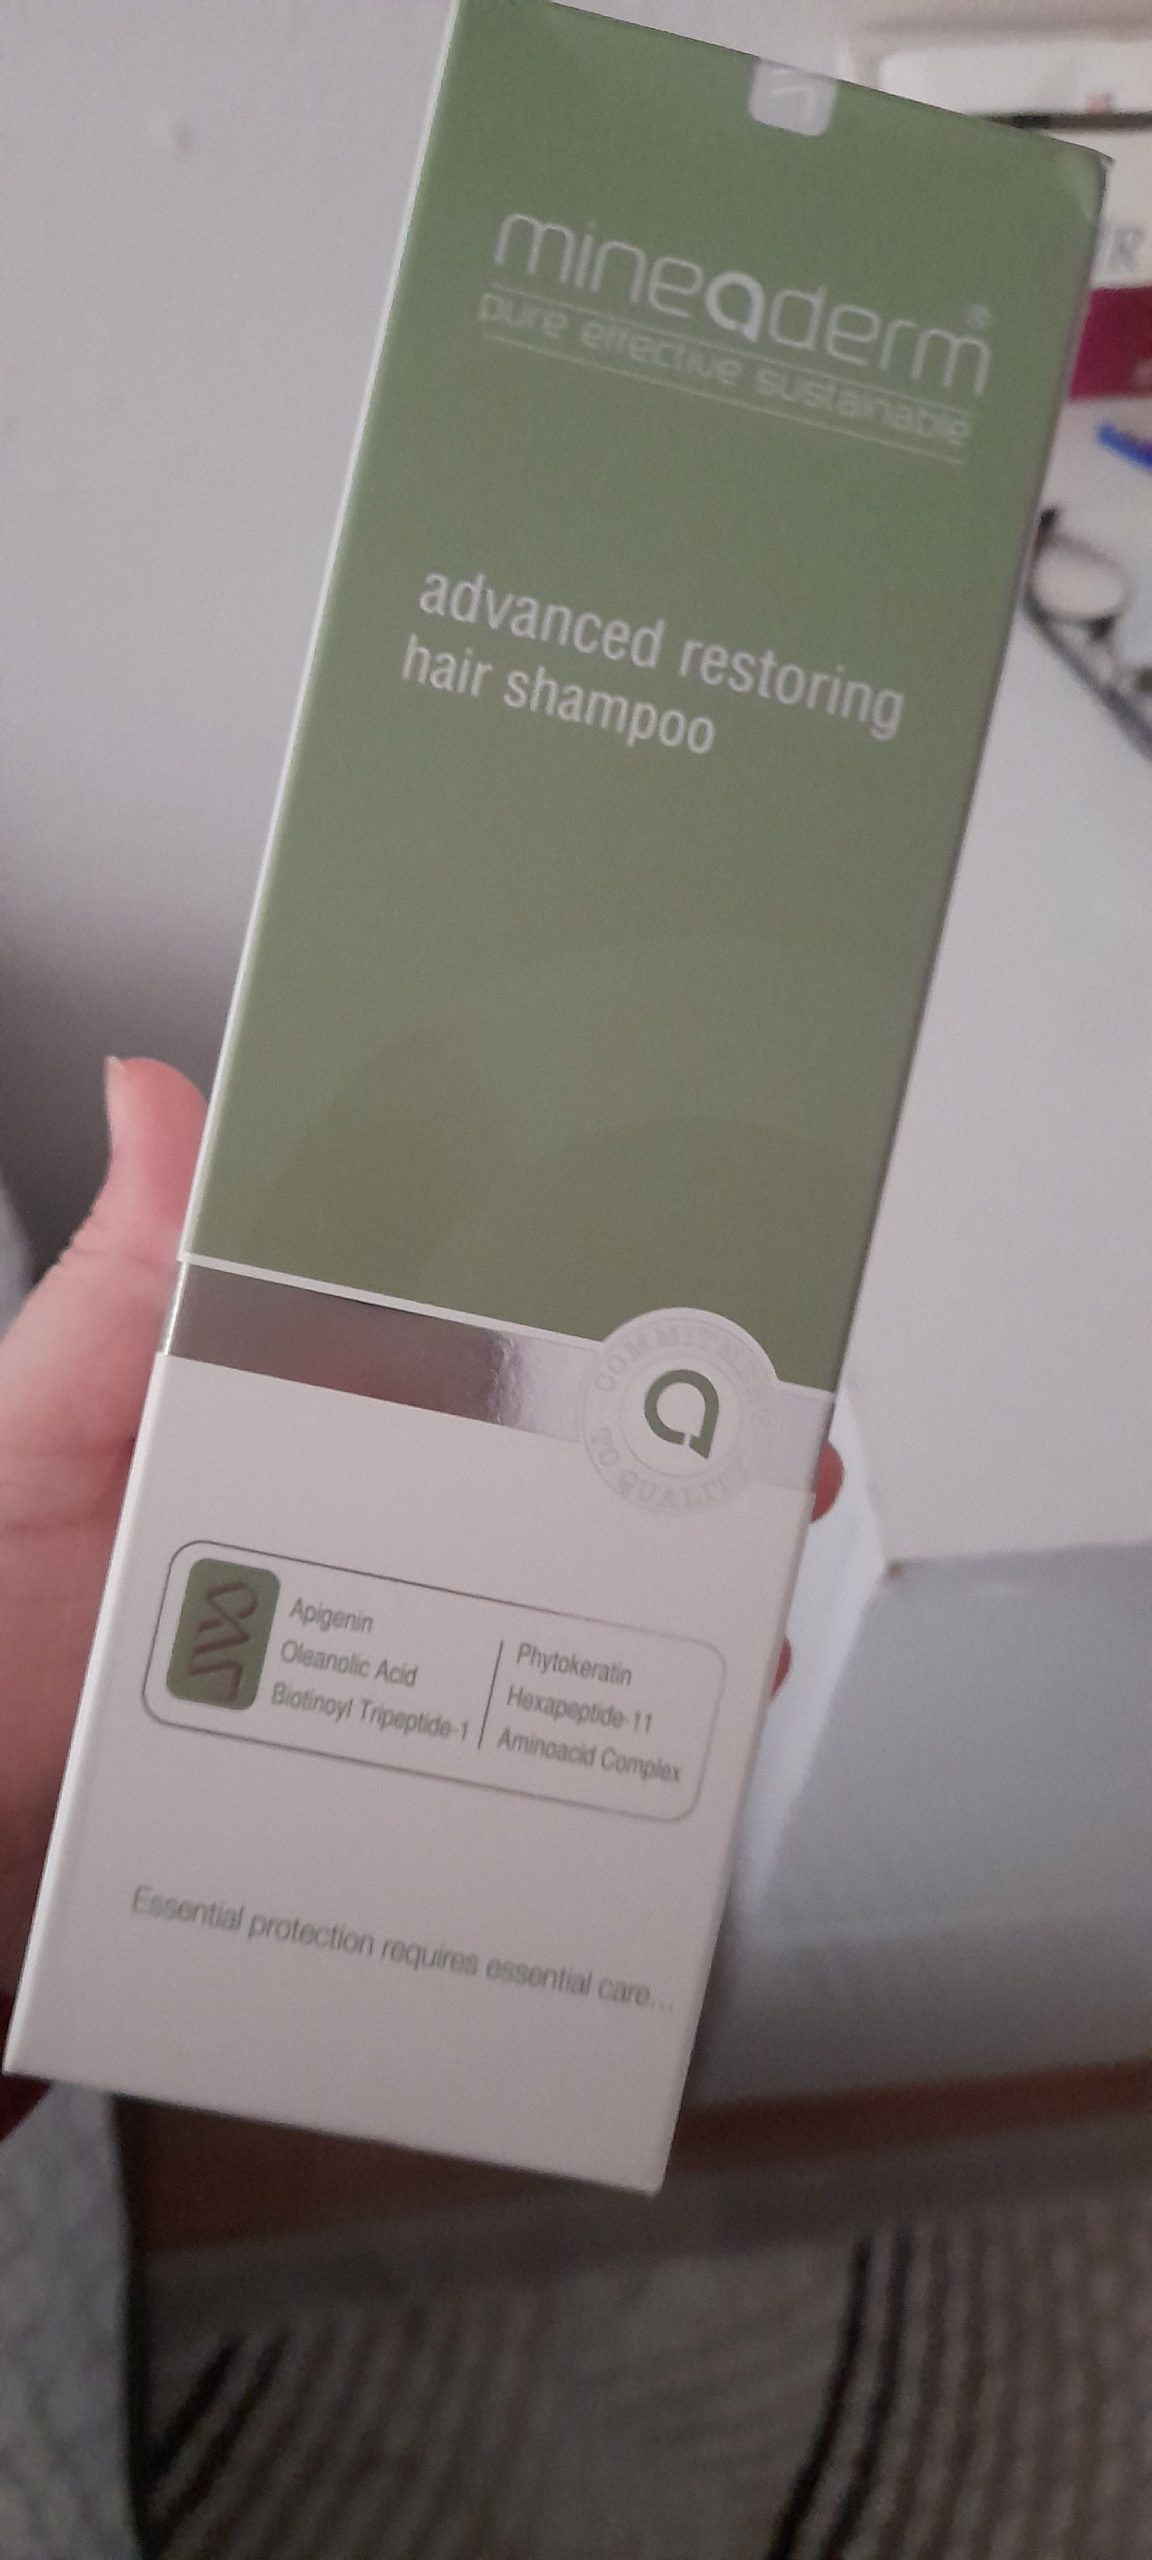 mineaderm®
pure effective sustainable
advanced restoring
hair shampoo
COMMITMENT
TO QUALITY
Apigenin
Oleanolic Acid
Biotinoyl Tripeptide-1
Phytokeratin
Hexapeptide-11
Aminoacid Complex
Essential protection requires essential care...